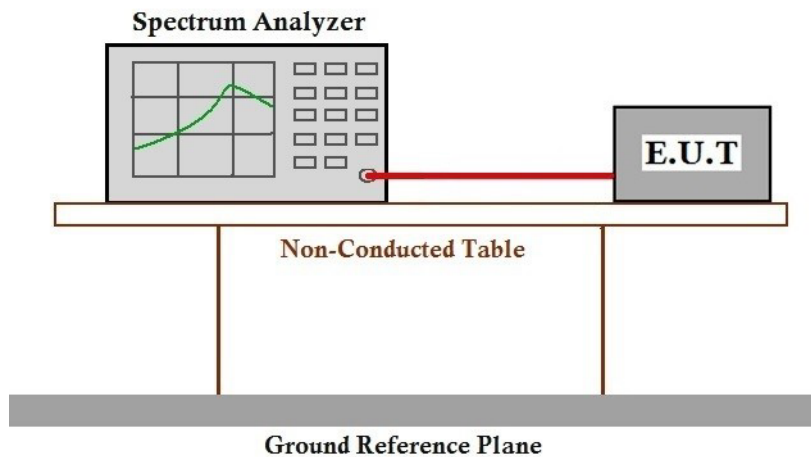 Spectrum Analyzer
E.U.T
Non-Conducted Table
Ground Reference Plane